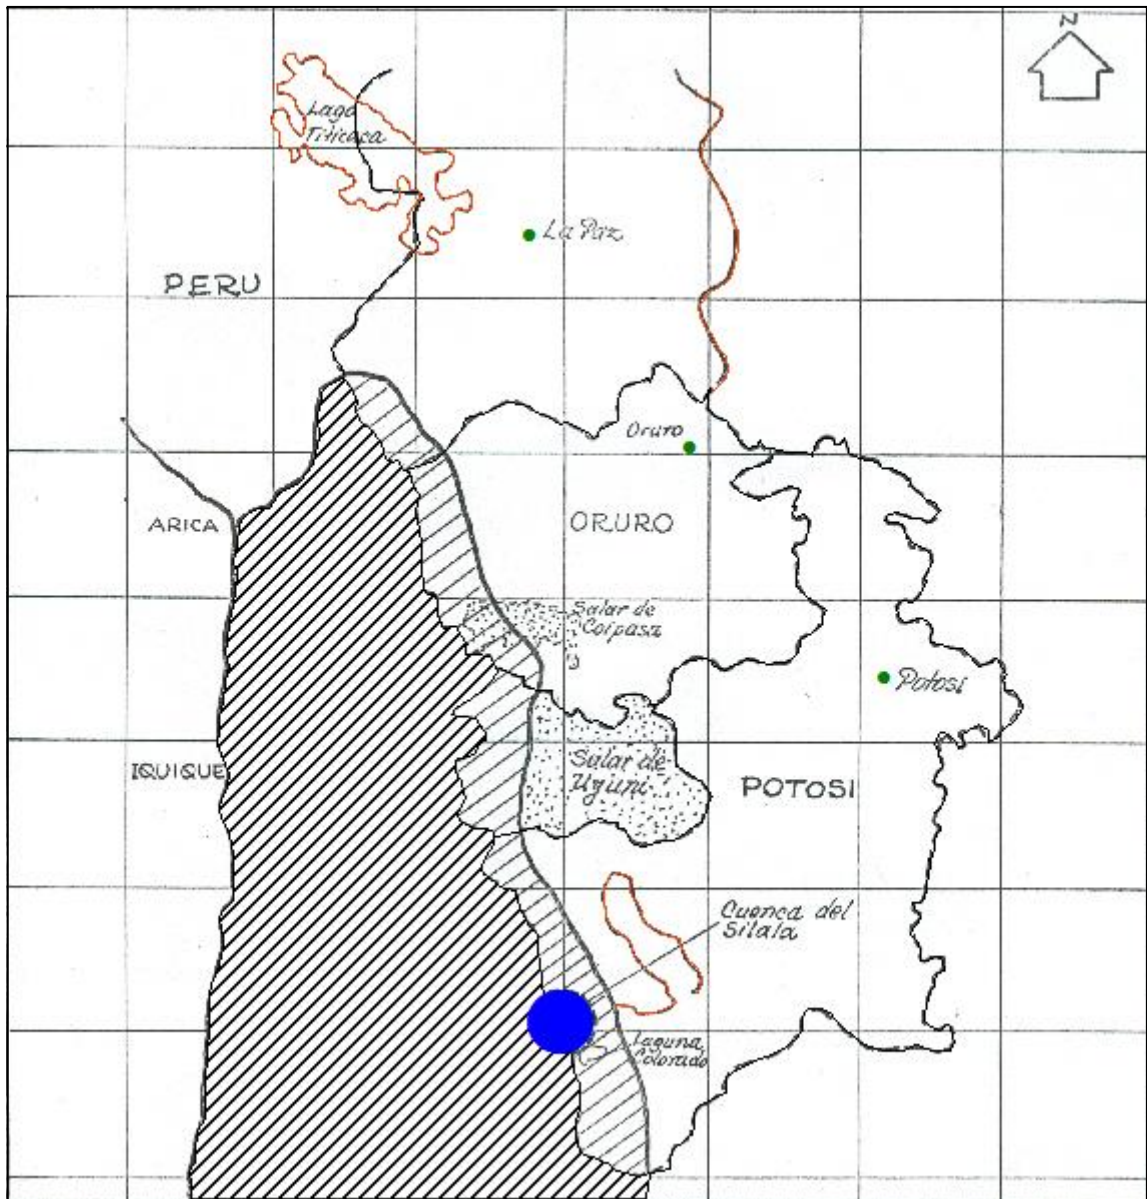 N
Lago
Titicaca
La Paz
PERU
Oruro
ARICA
ORURO
Salar de
Coipasa
Potosi
IQUIQUE
Salar de
Uyuni
POTOSI
Cuenca del
Silala
Laguna
Colorado